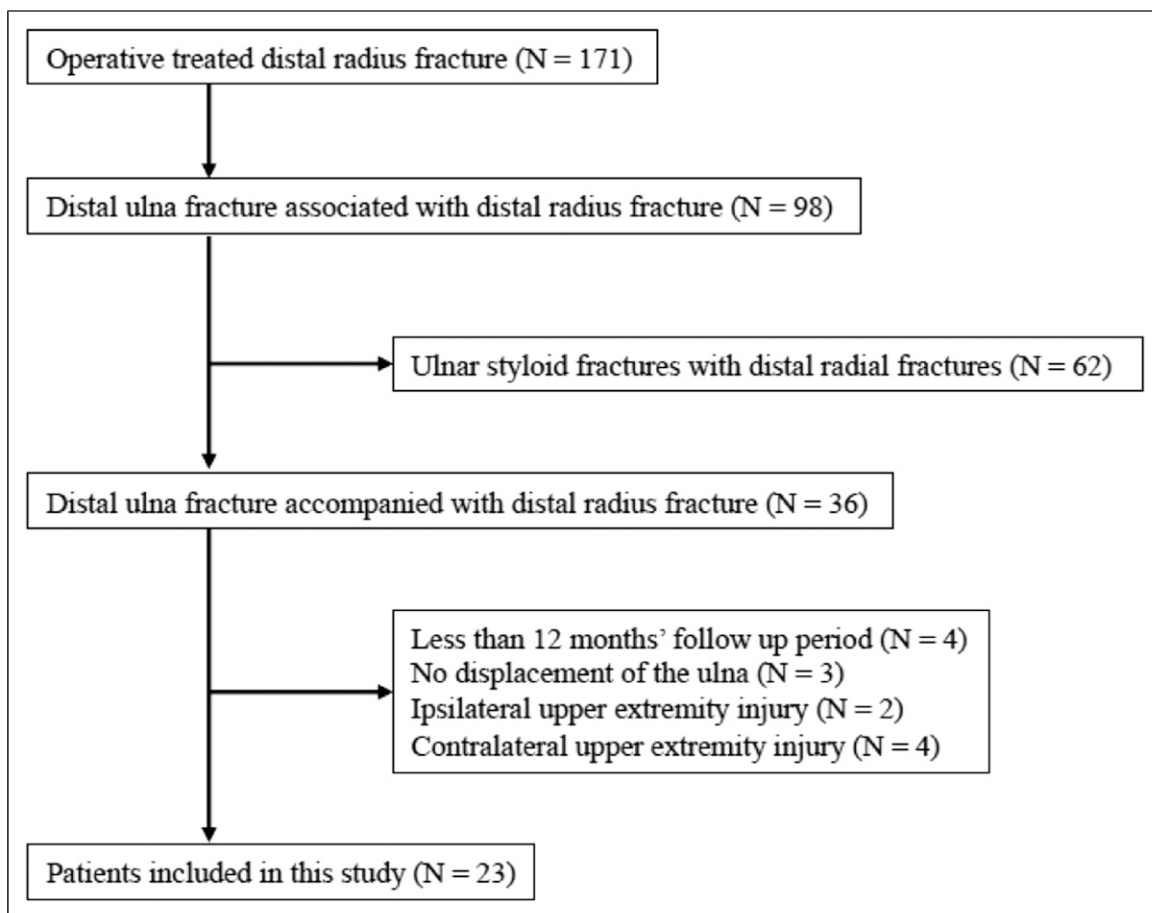 Operative treated distal radius fracture (N = 171)
Distal ulna fracture associated with distal radius fracture (N = 98)
Ulnar styloid fractures with distal radial fractures (N = 62)
Distal ulna fracture accompanied with distal radius fracture (N = 36)
Less than 12 months’ follow up period (N = 4)
No displacement of the ulna (N = 3)
Ipsilateral upper extremity injury (N = 2)
Contralateral upper extremity injury (N = 4)
Patients included in this study (N = 23)